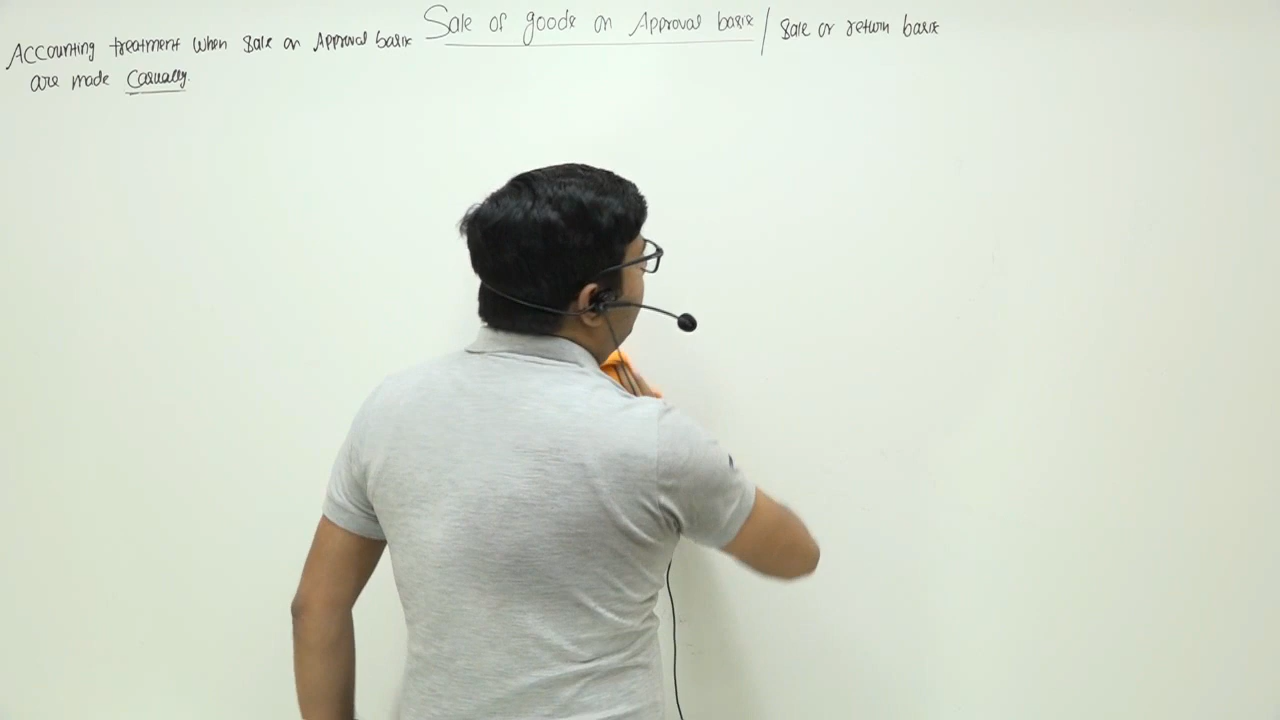 Sale of goods on Approval basis / Sale or return basis
Accounting treatment when Sale on Approval basis
are made Casually.